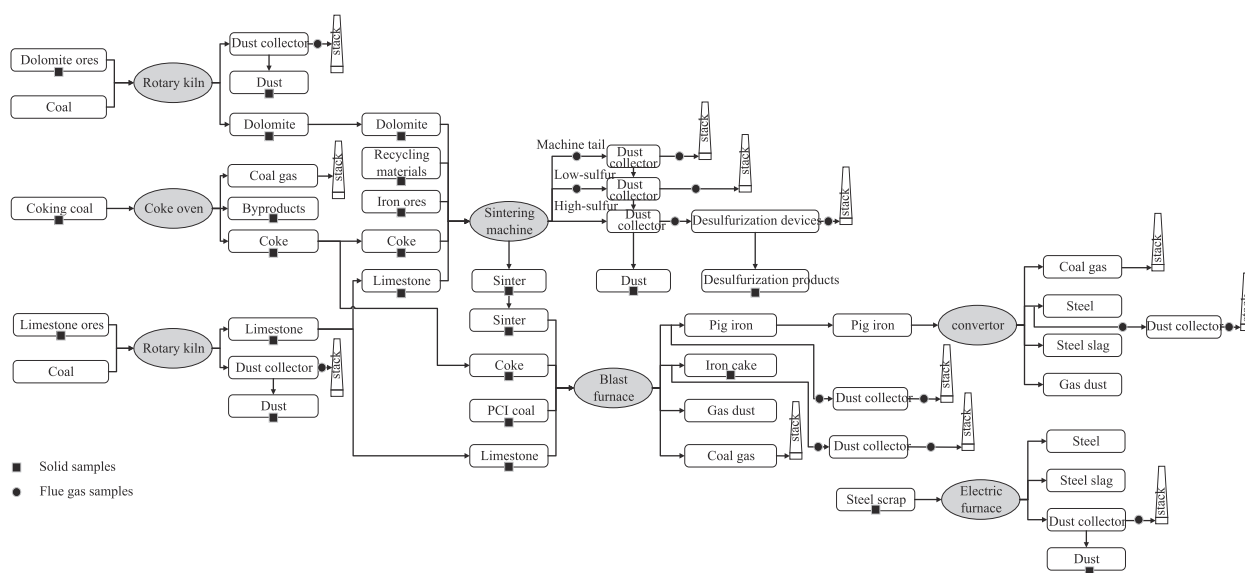 Dust collector
stack
Dolomite ores
Rotary kiln
Dust
Coal
Dolomite
Dolomite
stack
Recycling
materials
Coal gas
Coking coal
Coke oven
Byproducts
Iron ores
Coke
Coke
Limestone
Sintering
machine
Machine tail
Dust
collector
stack
Low-sulfur
Dust
collector
stack
High-sulfur
Dust
collector
Desulfurization devices
stack
Dust
Desulfurization products
Sinter
Sinter
Limestone ores
Rotary kiln
Coal
Limestone
Dust collector
stack
Dust
Coke
PCI coal
Limestone
Blast
furnace
Pig iron
Pig iron
convertor
Iron cake
Gas dust
Coal gas
stack
Dust collector
stack
Dust collector
stack
Coal gas
stack
Steel
Dust collector
Steel slag
Gas dust
Steel scrap
Electric
furnace
Steel
Steel slag
Dust collector
stack
Dust
Solid samples
Flue gas samples